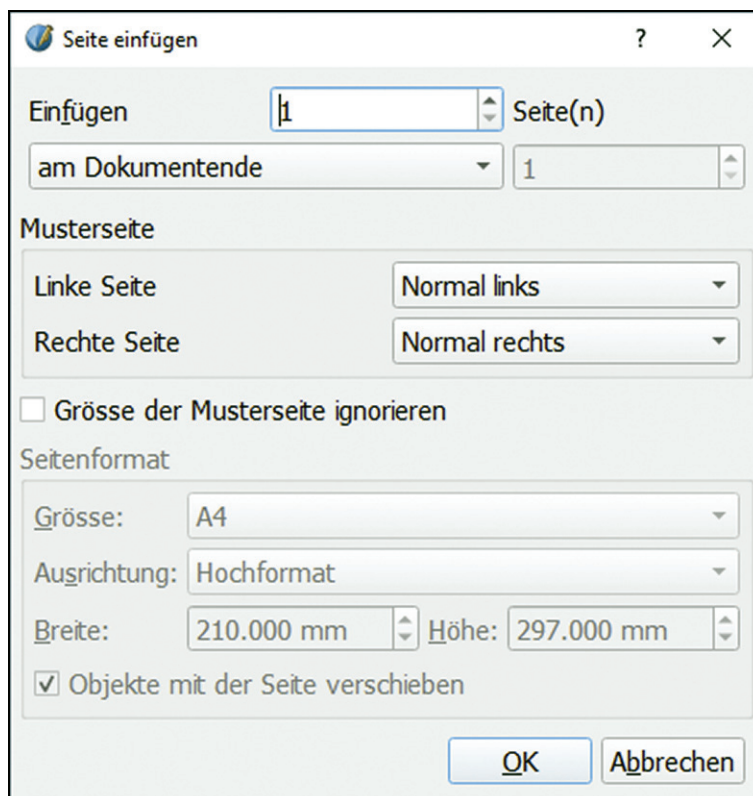 Seite einfügen ? ×
Einfügen 1 Seite(n)
am Dokumentende 1
Musterseite
Linke Seite Normal links
Rechte Seite Normal rechts
Grösse der Musterseite ignorieren
Seitenformat
Grösse: A4
Ausrichtung: Hochformat
Breite: 210.000 mm Höhe: 297.000 mm
Objekte mit der Seite verschieben
OK Abbrechen